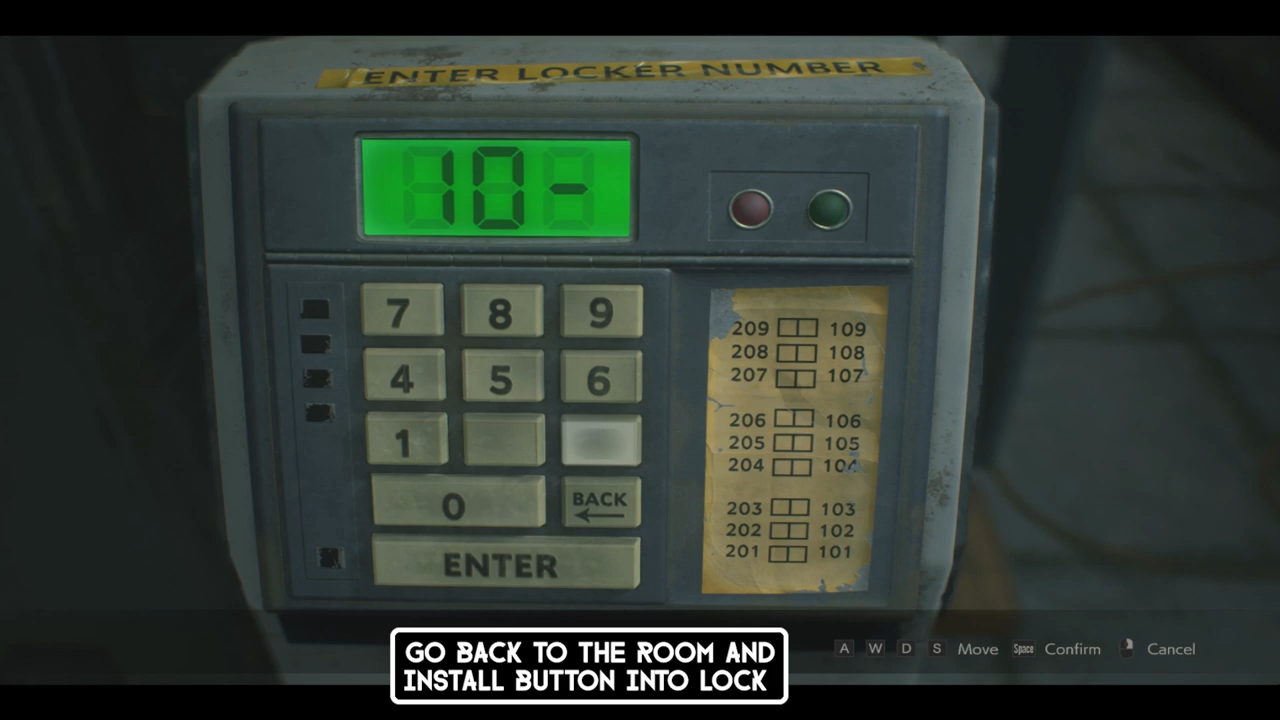 ENTER LOCKER NUMBER
10-
7 8 9
4 5 6
1
0 BACK
ENTER
209 109
208 108
207 107
206 106
205 105
204 104
203 103
202 102
201 101
GO BACK TO THE ROOM AND
INSTALL BUTTON INTO LOCK
A W D S Move Space Confirm Cancel